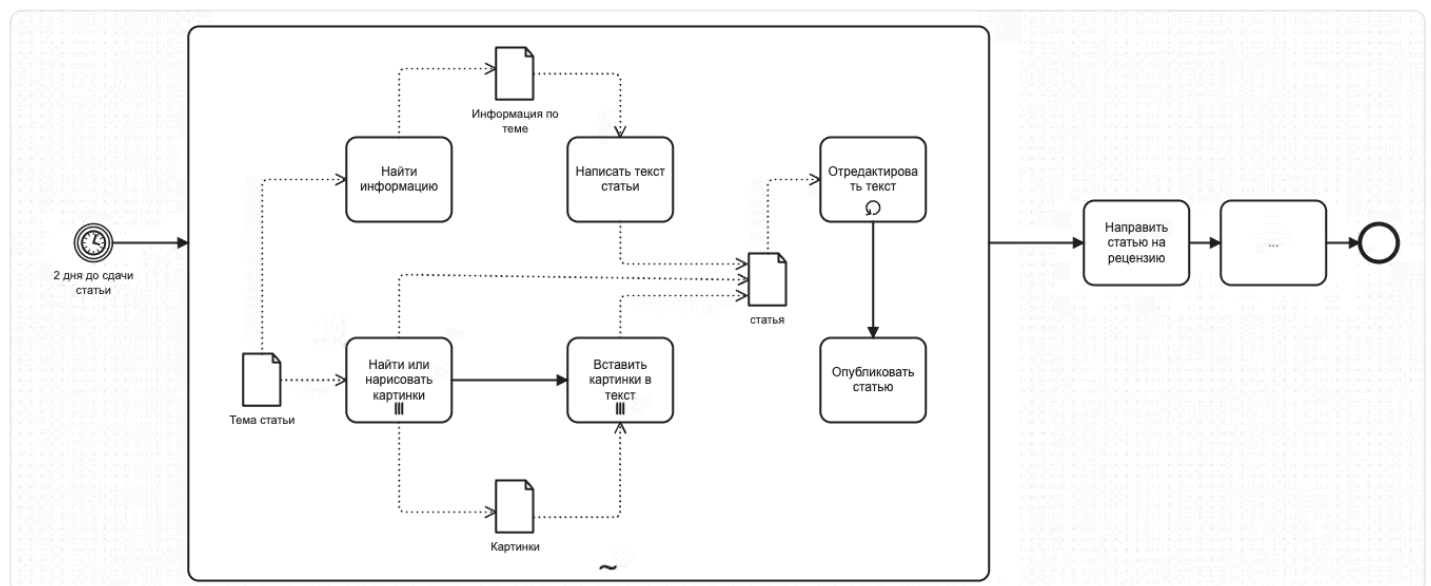 Информация по
теме
Найти
информацию
Написать текст
статьи
Отредактирова
ть текст
2 дня до сдачи
статьи
Направить
статью на
рецензию
...
статья
Найти или
нарисовать
картинки
Вставить
картинки в
текст
Опубликовать
статью
Тема статьи
Картинки
~